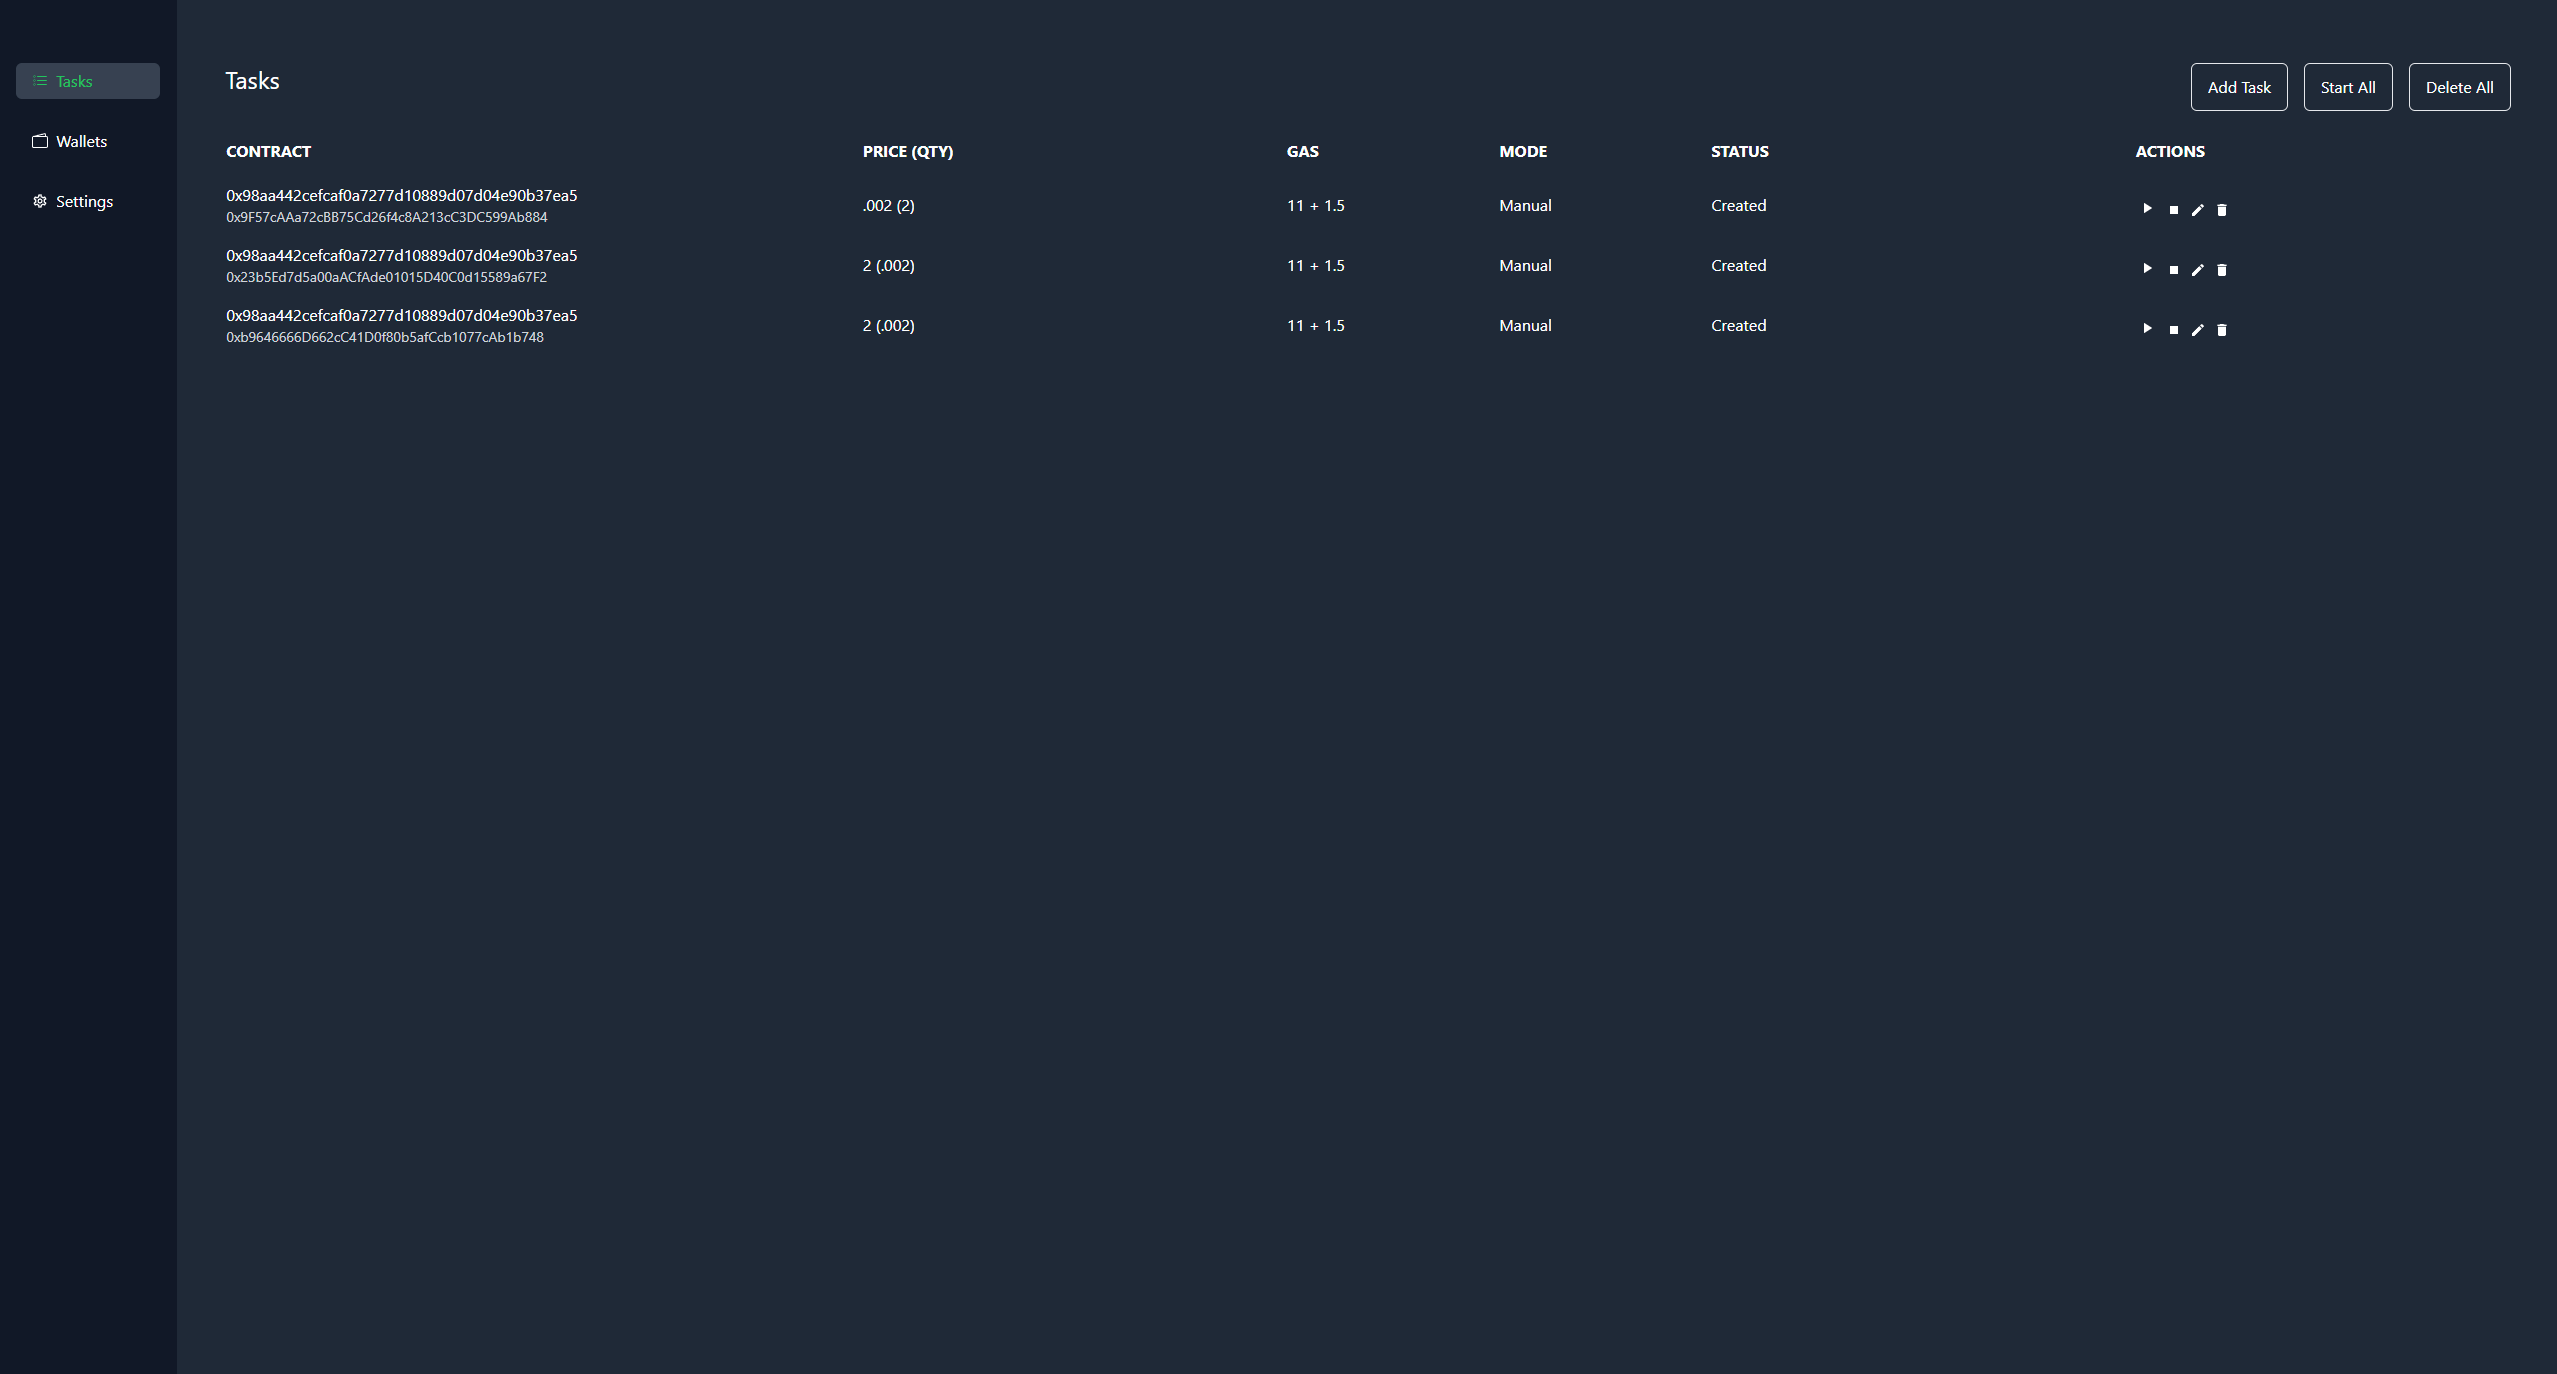 Tasks
Wallets
Settings
Tasks
Add Task
Start All
Delete All
CONTRACT PRICE (QTY) GAS MODE STATUS ACTIONS
0x98aa442cefcaf0a7277d10889d07d04e90b37ea5
0x9F57cAAa72cBB75Cd26f4c8A213cC3DC599Ab884
.002 (2) 11 + 1.5 Manual Created
0x98aa442cefcaf0a7277d10889d07d04e90b37ea5
0x23b5Ed7d5a00aACfAde01015D40C0d15589a67F2
2 (.002) 11 + 1.5 Manual Created
0x98aa442cefcaf0a7277d10889d07d04e90b37ea5
0xb9646666D662cC41D0f80b5afCcb1077cAb1b748
2 (.002) 11 + 1.5 Manual Created